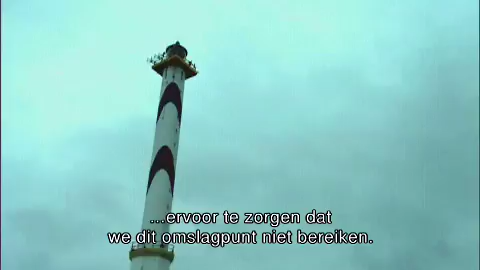 ...ervoor te zorgen dat
we dit omslagpunt niet bereiken.